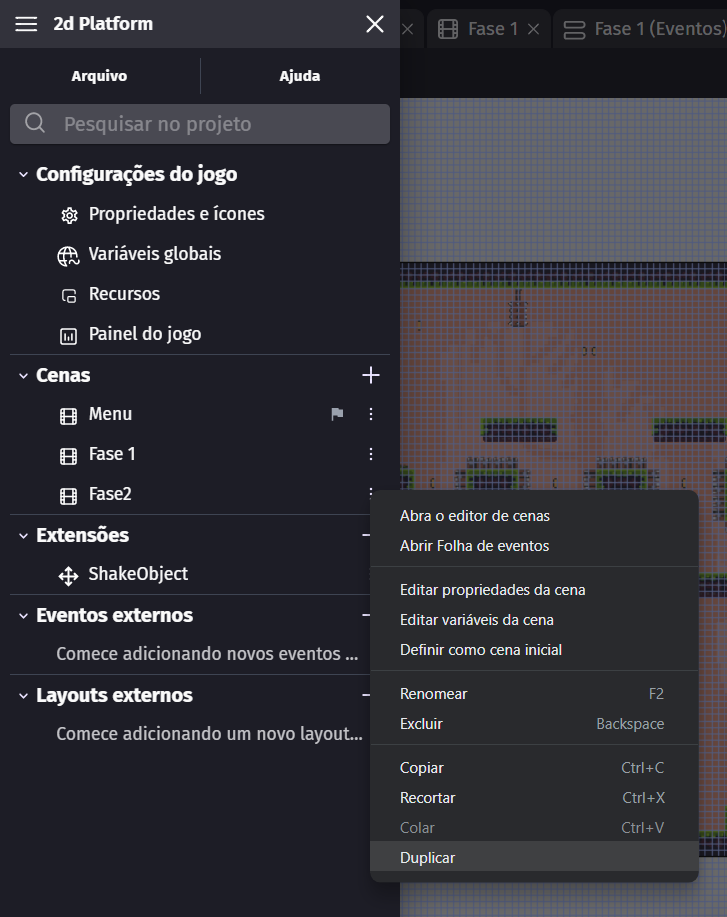 2d Platform
Fase 1
Fase 1 (Eventos)
Arquivo
Ajuda
Pesquisar no projeto
Configurações do jogo
Propriedades e ícones
Variáveis globais
Recursos
Painel do jogo
Cenas
Menu
Fase 1
Fase2
Extensões
ShakeObject
Eventos externos
Comece adicionando novos eventos ...
Layouts externos
Comece adicionando um novo layout...
Abra o editor de cenas
Abrir Folha de eventos
Editar propriedades da cena
Editar variáveis da cena
Definir como cena inicial
Renomear F2
Excluir Backspace
Copiar Ctrl+C
Recortar Ctrl+X
Colar Ctrl+V
Duplicar